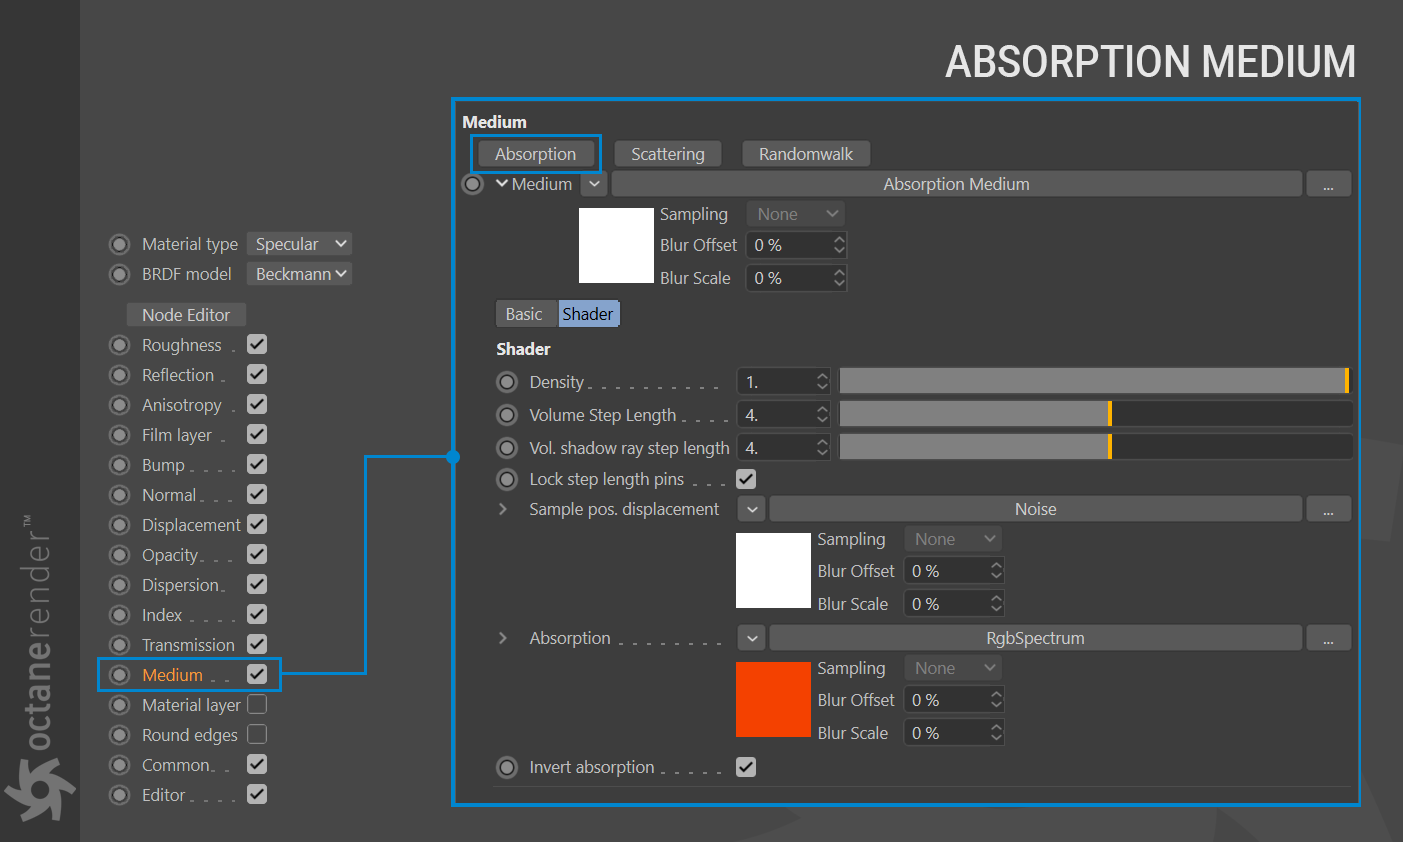 ABSORPTION MEDIUM
Medium
Absorption Scattering Randomwalk
Medium Absorption Medium ...
Sampling None
Blur Offset 0 %
Blur Scale 0 %
Basic Shader
Shader
Density 1.
Volume Step Length 4.
Vol. shadow ray step length 4.
Lock step length pins
Sample pos. displacement Noise ...
Sampling None
Blur Offset 0 %
Blur Scale 0 %
Absorption RgbSpectrum ...
Sampling None
Blur Offset 0 %
Blur Scale 0 %
Invert absorption
Material type Specular
BRDF model Beckmann
Node Editor
Roughness
Reflection
Anisotropy
Film layer
Bump
Normal
Displacement
Opacity
Dispersion
Index
Transmission
Medium
Material layer
Round edges
Common
Editor
octanerender™